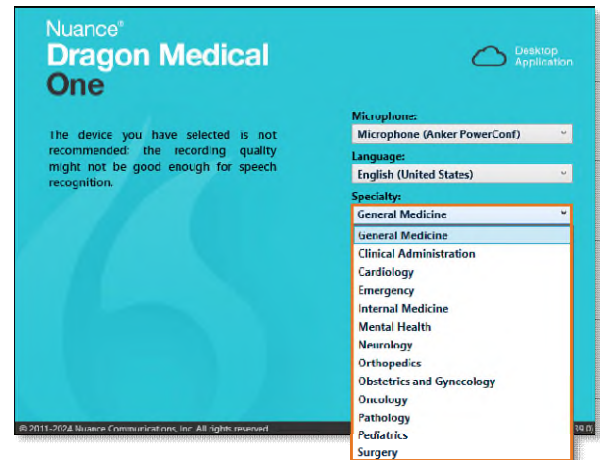 Nuance®
Dragon Medical
One
Desktop
Application
The device you have selected is not
recommended: the recording quality
might not be good enough for speech
recognition.
Microphone:
Microphone (Anker PowerConf)
Language:
English (United States)
Specialty:
General Medicine
General Medicine
Clinical Administration
Cardiology
Emergency
Internal Medicine
Mental Health
Neurology
Orthopedics
Obstetrics and Gynecology
Oncology
Pathology
Pediatrics
Surgery
© 2011-2024 Nuance Communications, Inc. All rights reserved